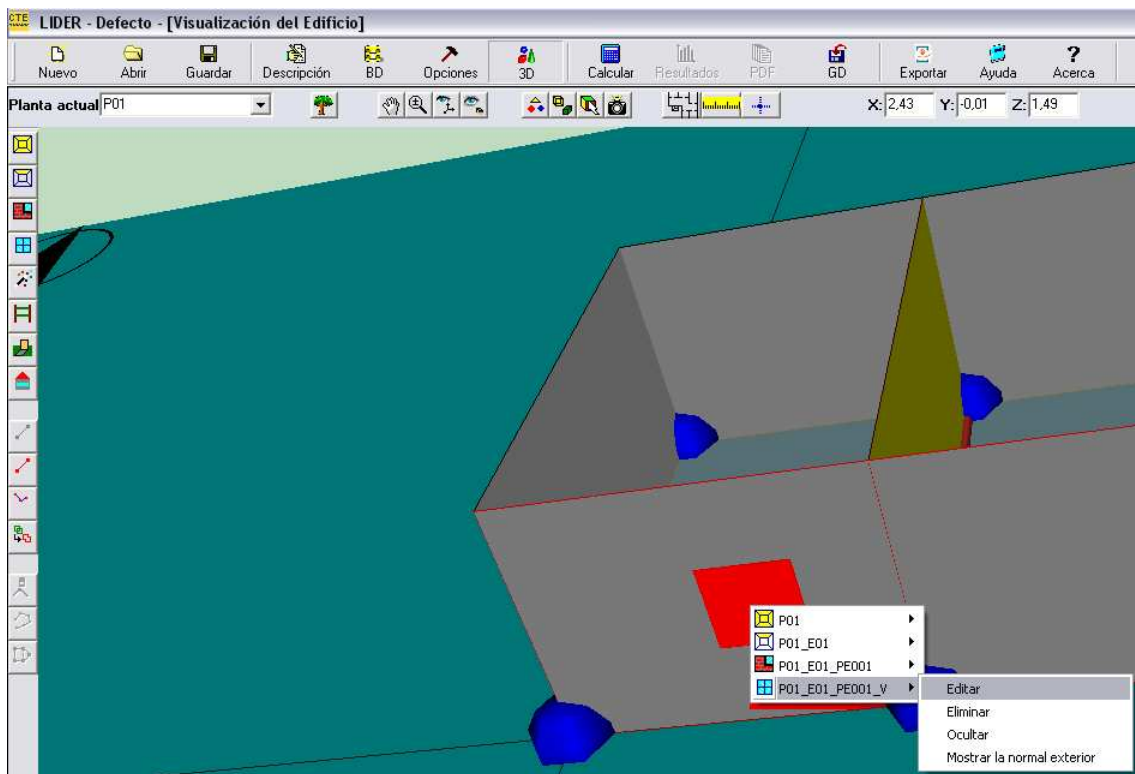 CTE LIDER - Defecto - [Visualización del Edificio]
Nuevo Abrir Guardar Descripción BD Opciones 3D Calcular Resultados PDF GD Exportar Ayuda Acerca
Planta actual P01 X: 2,43 Y: -0,01 Z: 1,49
P01
P01_E01
P01_E01_PE001
P01_E01_PE001_V
Editar
Eliminar
Ocultar
Mostrar la normal exterior